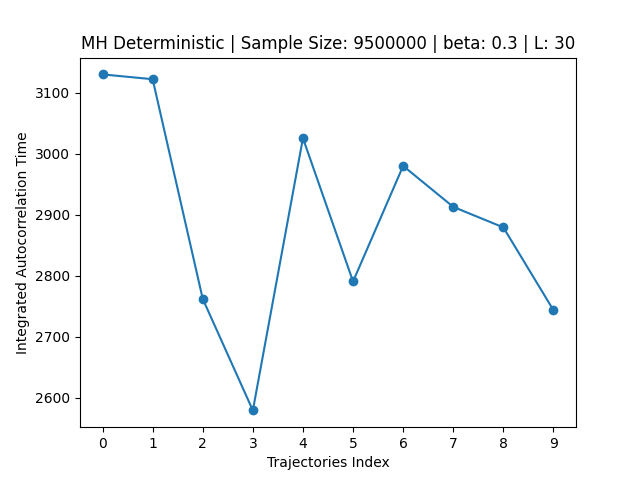 MH Deterministic | Sample Size: 9500000 | beta: 0.3 | L: 30
Integrated Autocorrelation Time
3100
3000
2900
2800
2700
2600
0 1 2 3 4 5 6 7 8 9
Trajectories Index